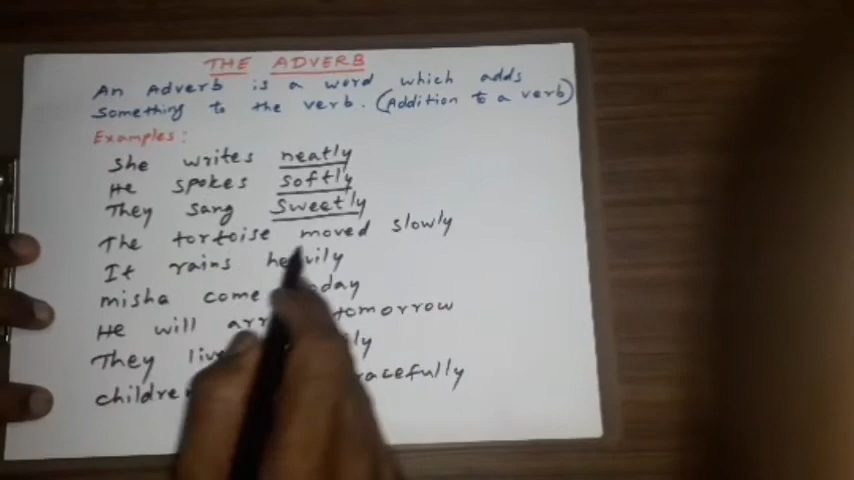 THE ADVERB
An Adverb is a word which adds
something to the verb. (Addition to a verb)
Examples:
She writes neatly
He spokes softly
They sang sweetly
The tortoise moved slowly
It rains
misha come
He will tomorrow
They